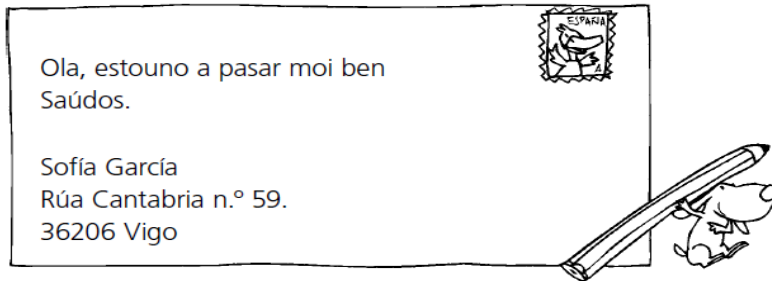 ESPAÑA
A
Ola, estouno a pasar moi ben
Saúdos.
Sofía García
Rúa Cantabria n.º 59.
36206 Vigo